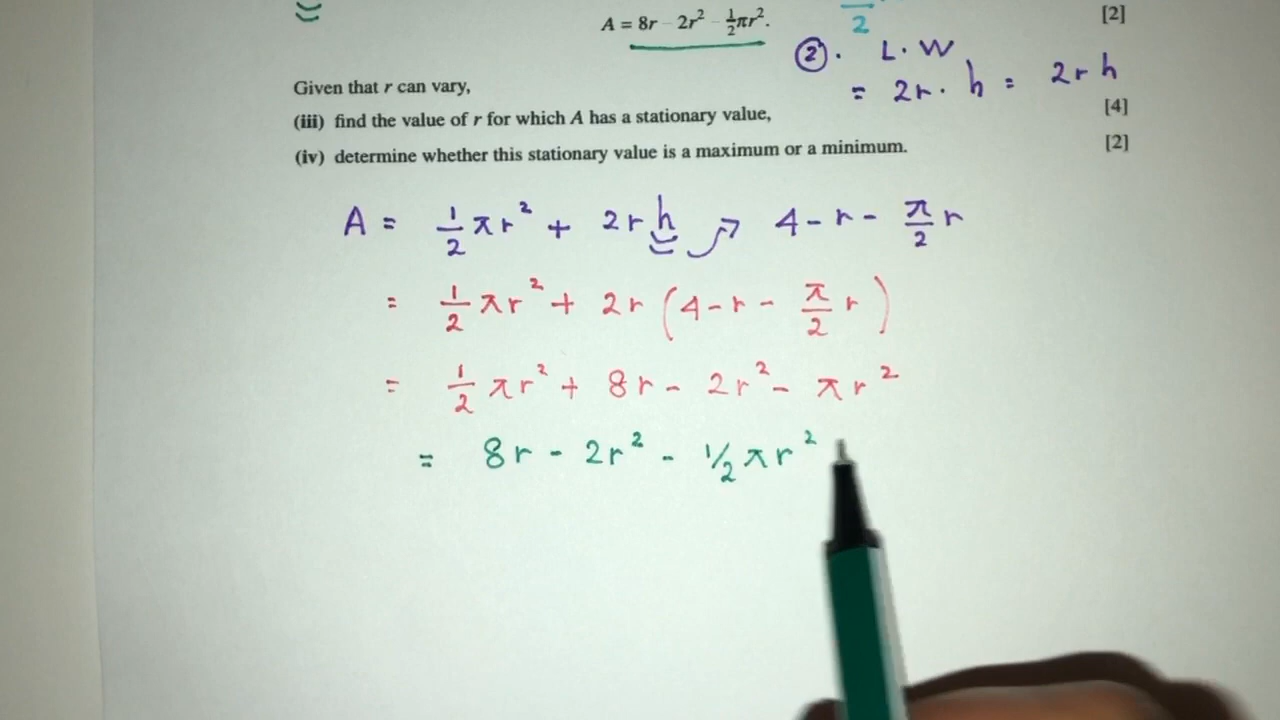 A = 8r - 2r² - ½πr².
[2]
2
②. L.W
= 2r.h = 2rh
Given that r can vary,
(iii) find the value of r for which A has a stationary value,
[4]
(iv) determine whether this stationary value is a maximum or a minimum.
[2]
A = ½πr² + 2rh → 4-r-π/2 r
= ½πr² + 2r(4-r-π/2 r)
= ½πr² + 8r - 2r² - πr²
= 8r - 2r² - ½πr²